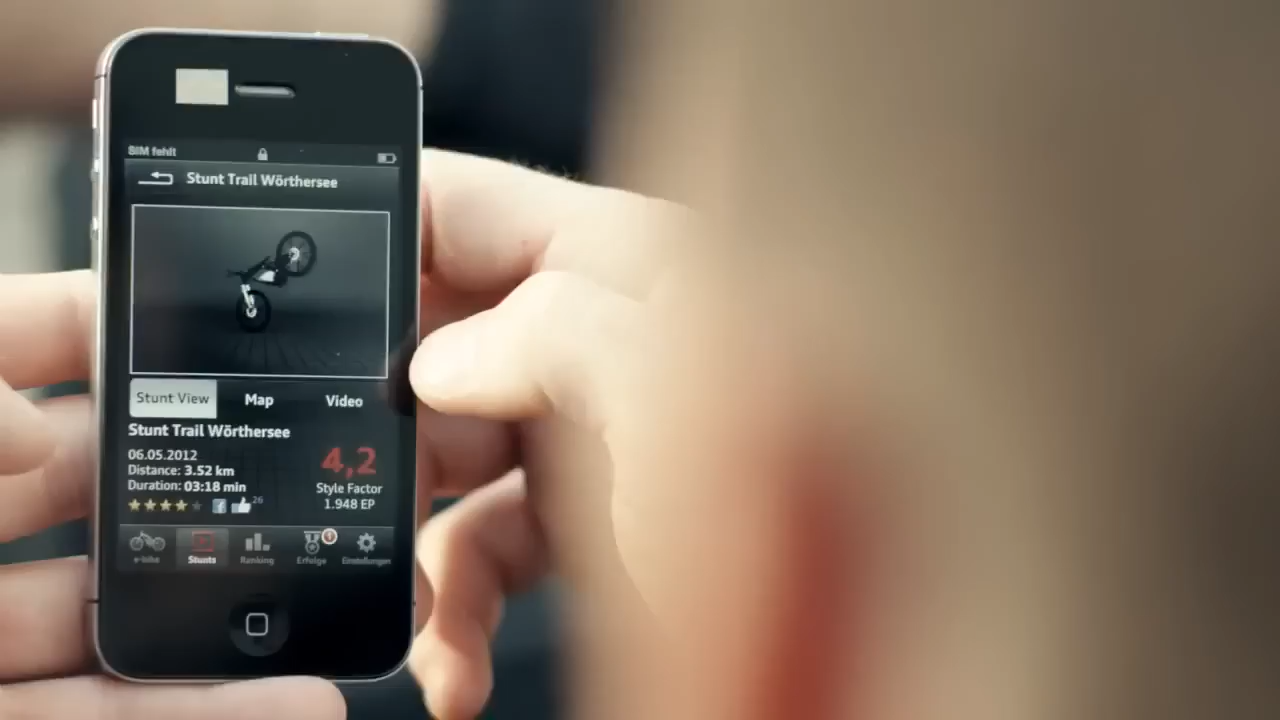 SIM fehlt
Stunt Trail Wörthersee
Stunt View Map Video
Stunt Trail Wörthersee
06.05.2012
Distance: 3.52 km
Duration: 03:18 min
4,2
Style Factor
1.948 EP
26
1
e-bike Stunts Ranking Erfolge Einstellungen